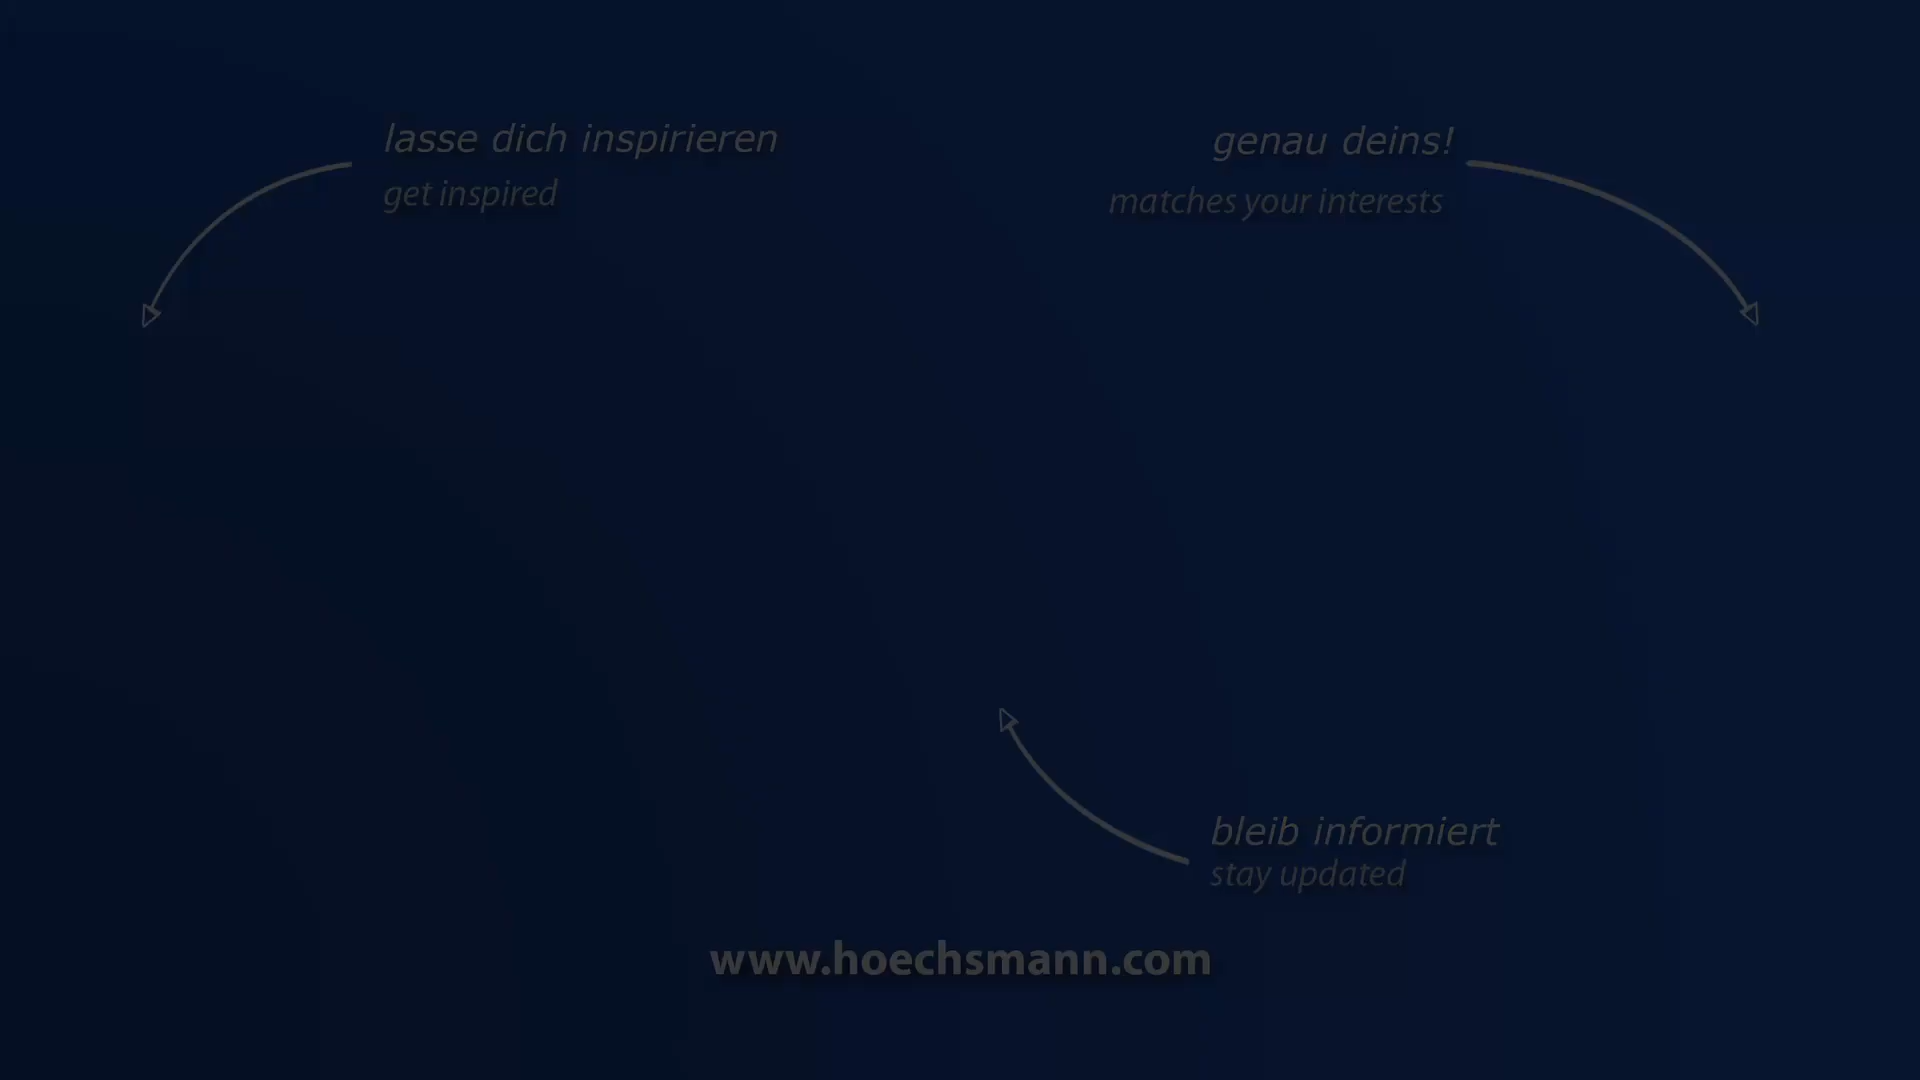 lasse dich inspirieren
get inspired
genau deins!
matches your interests
bleib informiert
stay updated
www.hoechsmann.com